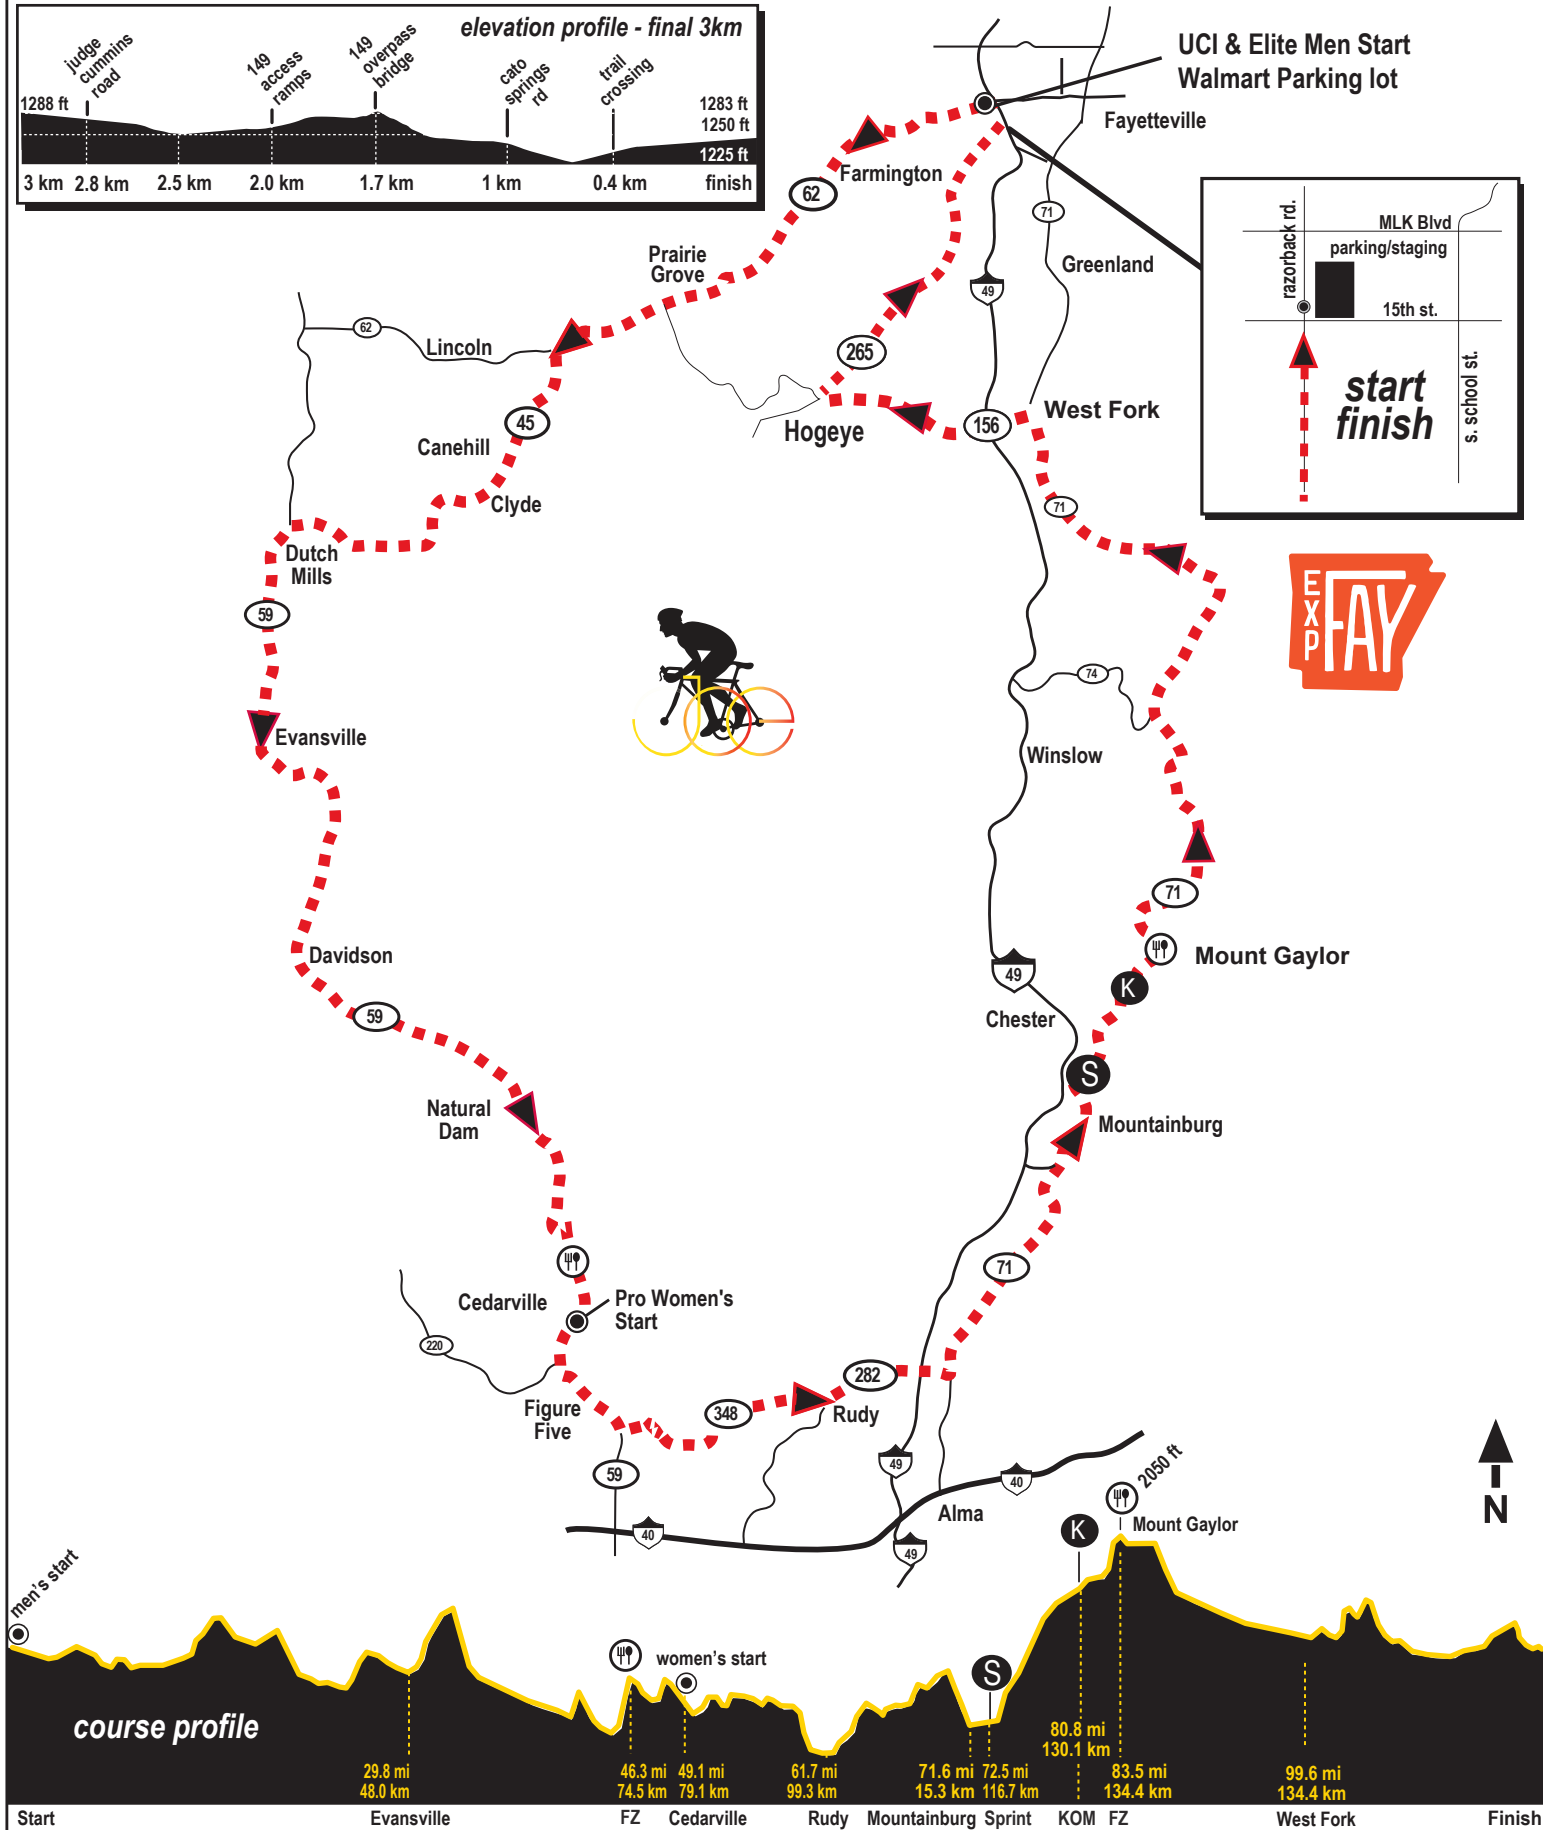 elevation profile - final 3km
judge
cummins
road
149
access
ramps
149
overpass
bridge
cato
springs
rd
trail
crossing
1288 ft
1283 ft
1250 ft
1225 ft
3 km 2.8 km 2.5 km 2.0 km 1.7 km 1 km 0.4 km finish
UCI & Elite Men Start
Walmart Parking lot
Fayetteville
Farmington
62
71
Prairie
Grove
Greenland
49
razorback rd.
MLK Blvd
parking/staging
15th st.
s. school st.
start
finish
62
Lincoln
265
45
Canehill
Hogeye
156
West Fork
Clyde
71
Dutch
Mills
59
EXP
FAY
74
Evansville
Winslow
71
Davidson
Mount Gaylor
49
K
59
Chester
S
Natural
Dam
Mountainburg
71
Cedarville
Pro Women's
Start
220
282
Figure
Five
348
Rudy
59
49
40
Alma
40
49
N
2050 ft
K
Mount Gaylor
men's start
women's start
S
course profile
29.8 mi
48.0 km
46.3 mi
74.5 km
49.1 mi
79.1 km
61.7 mi
99.3 km
71.6 mi
15.3 km
72.5 mi
116.7 km
80.8 mi
130.1 km
83.5 mi
134.4 km
99.6 mi
134.4 km
Start Evansville FZ Cedarville Rudy Mountainburg Sprint KOM FZ West Fork Finish